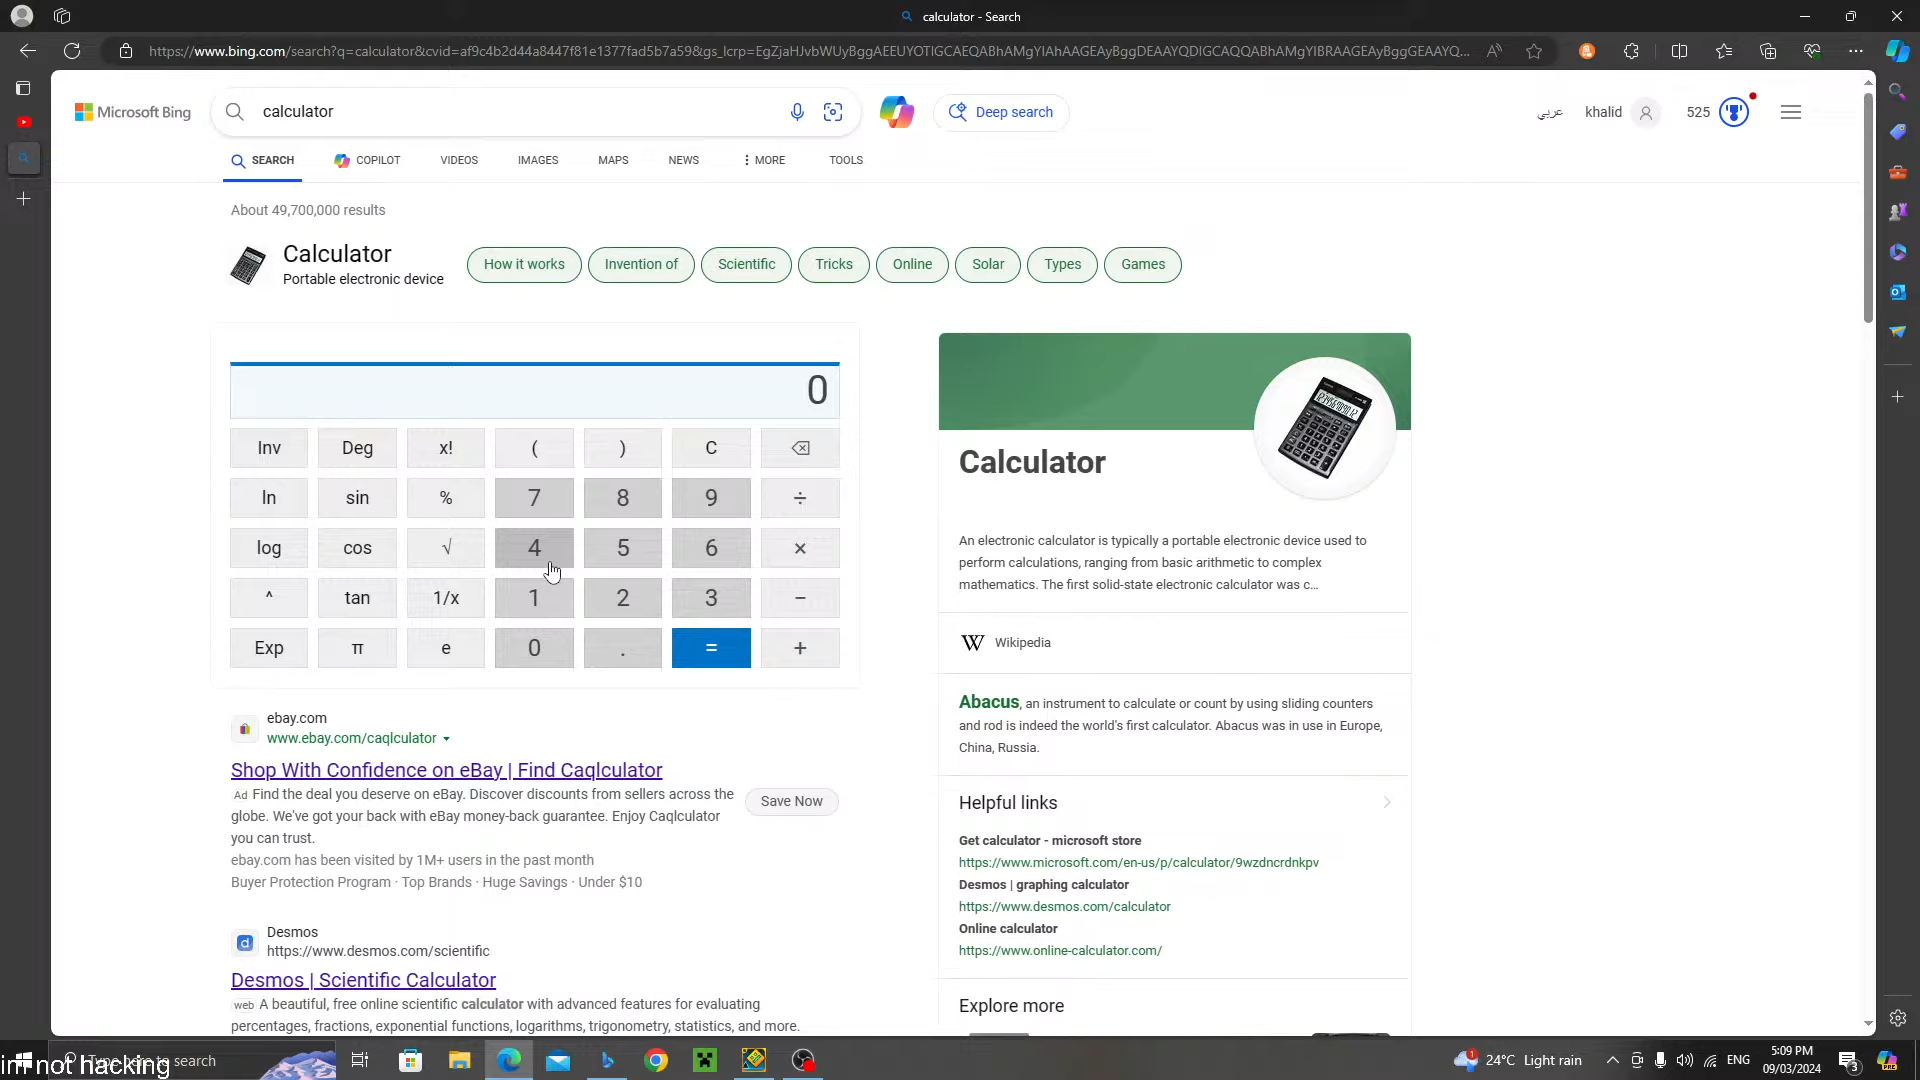 calculator - Search
https://www.bing.com/search?q=calculator&cvid=af9c4b2d44a8447f81e1377fad5b7a59&gs_lcrp=EgZjaHJvbWUyBggAEEUYOTIGCAEQABhAMgYIAhAAGEAyBggDEAAYQDIGCAQQABhAMgYIBRAAGEAyBggGEAAYQ...
Microsoft Bing
calculator
Deep search
عربي
khalid
525
SEARCH COPILOT VIDEOS IMAGES MAPS NEWS MORE TOOLS
About 49,700,000 results
Calculator
Portable electronic device
How it works Invention of Scientific Tricks Online Solar Types Games
0
Inv Deg x! ( ) C
ln sin % 7 8 9 ÷
log cos √ 4 5 6 ×
^ tan 1/x 1 2 3 −
Exp π e 0 . = +
ebay.com
www.ebay.com/caqlculator
Shop With Confidence on eBay | Find Caqlculator
Ad Find the deal you deserve on eBay. Discover discounts from sellers across the
globe. We've got your back with eBay money-back guarantee. Enjoy Caqlculator
you can trust.
Save Now
ebay.com has been visited by 1M+ users in the past month
Buyer Protection Program · Top Brands · Huge Savings · Under $10
Desmos
https://www.desmos.com/scientific
Desmos | Scientific Calculator
web A beautiful, free online scientific calculator with advanced features for evaluating
percentages, fractions, exponential functions, logarithms, trigonometry, statistics, and more.
Calculator
An electronic calculator is typically a portable electronic device used to
perform calculations, ranging from basic arithmetic to complex
mathematics. The first solid-state electronic calculator was c...
W Wikipedia
Abacus, an instrument to calculate or count by using sliding counters
and rod is indeed the world's first calculator. Abacus was in use in Europe,
China, Russia.
Helpful links
Get calculator - microsoft store
https://www.microsoft.com/en-us/p/calculator/9wzdncrdnkpv
Desmos | graphing calculator
https://www.desmos.com/calculator
Online calculator
https://www.online-calculator.com/
Explore more
Type here to search
im not hacking
24°C Light rain
ENG
5:09 PM
09/03/2024
3